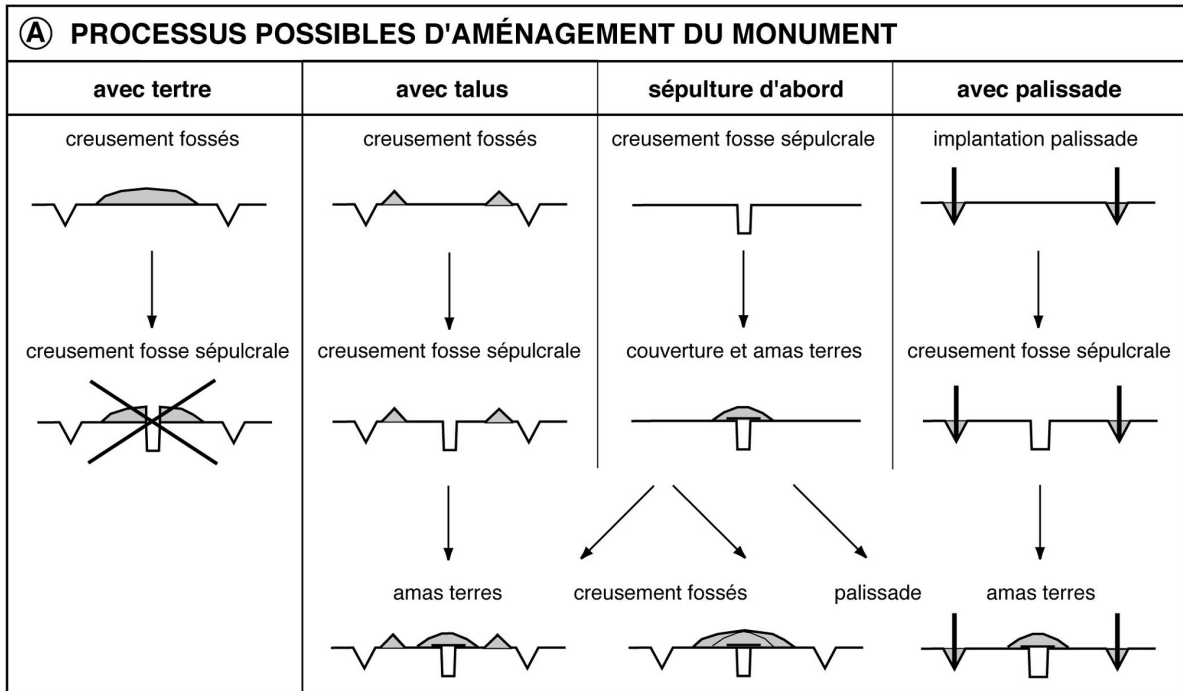 A PROCESSUS POSSIBLES D'AMÉNAGEMENT DU MONUMENT
avec tertre
avec talus
sépulture d'abord
avec palissade
creusement fossés
creusement fossés
creusement fosse sépulcrale
implantation palissade
creusement fosse sépulcrale
creusement fosse sépulcrale
couverture et amas terres
creusement fosse sépulcrale
amas terres
creusement fossés
palissade
amas terres